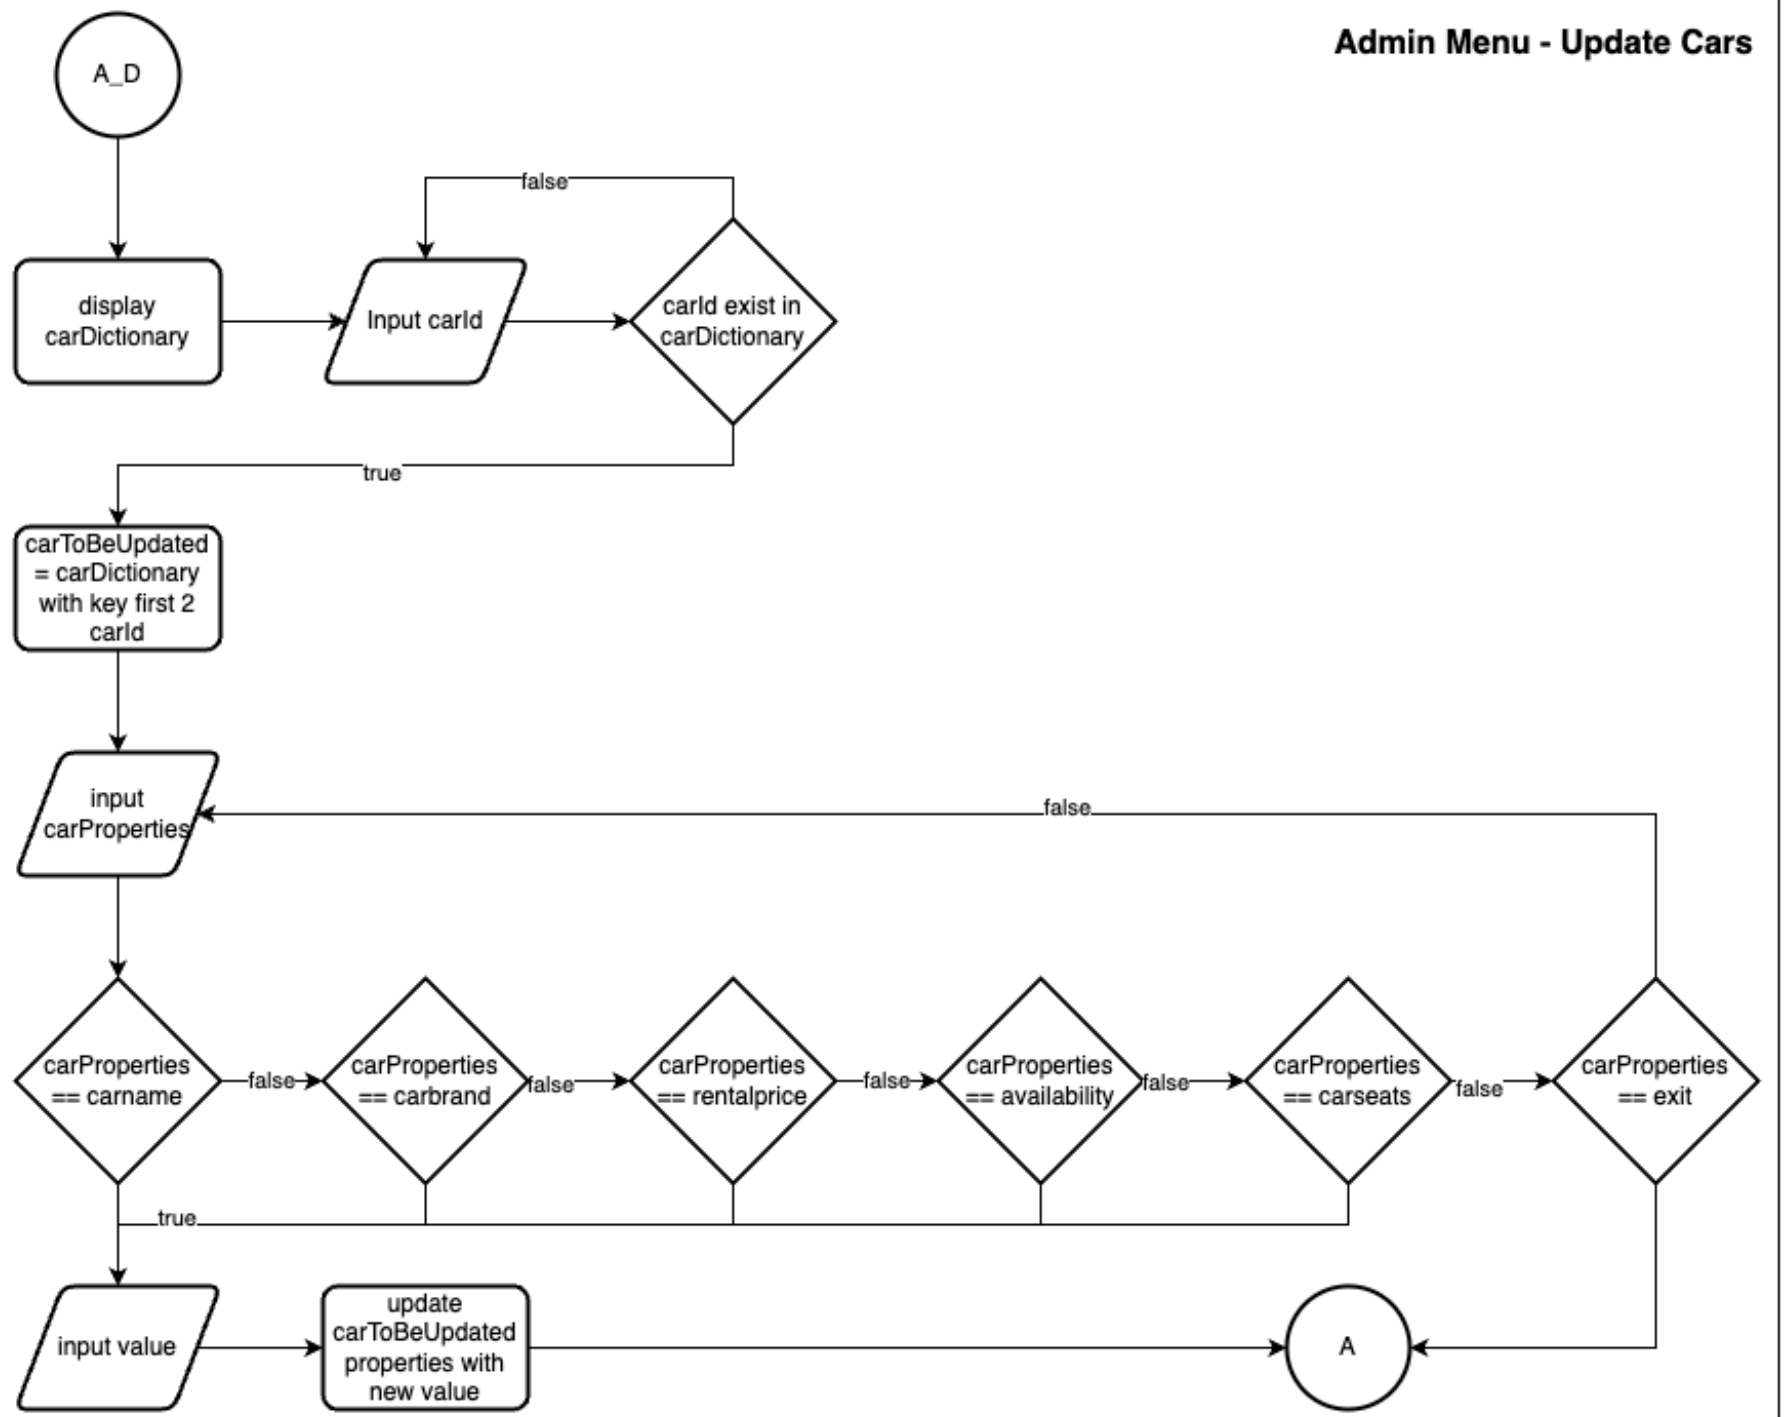 Admin Menu - Update Cars
A_D
false
display
carDictionary
Input carId
carId exist in
carDictionary
true
carToBeUpdated
= carDictionary
with key first 2
carId
input
carProperties
false
carProperties
== carname
false
carProperties
== carbrand
false
carProperties
== rentalprice
false
carProperties
== availability
false
carProperties
== carseats
false
carProperties
== exit
true
input value
update
carToBeUpdated
properties with
new value
A